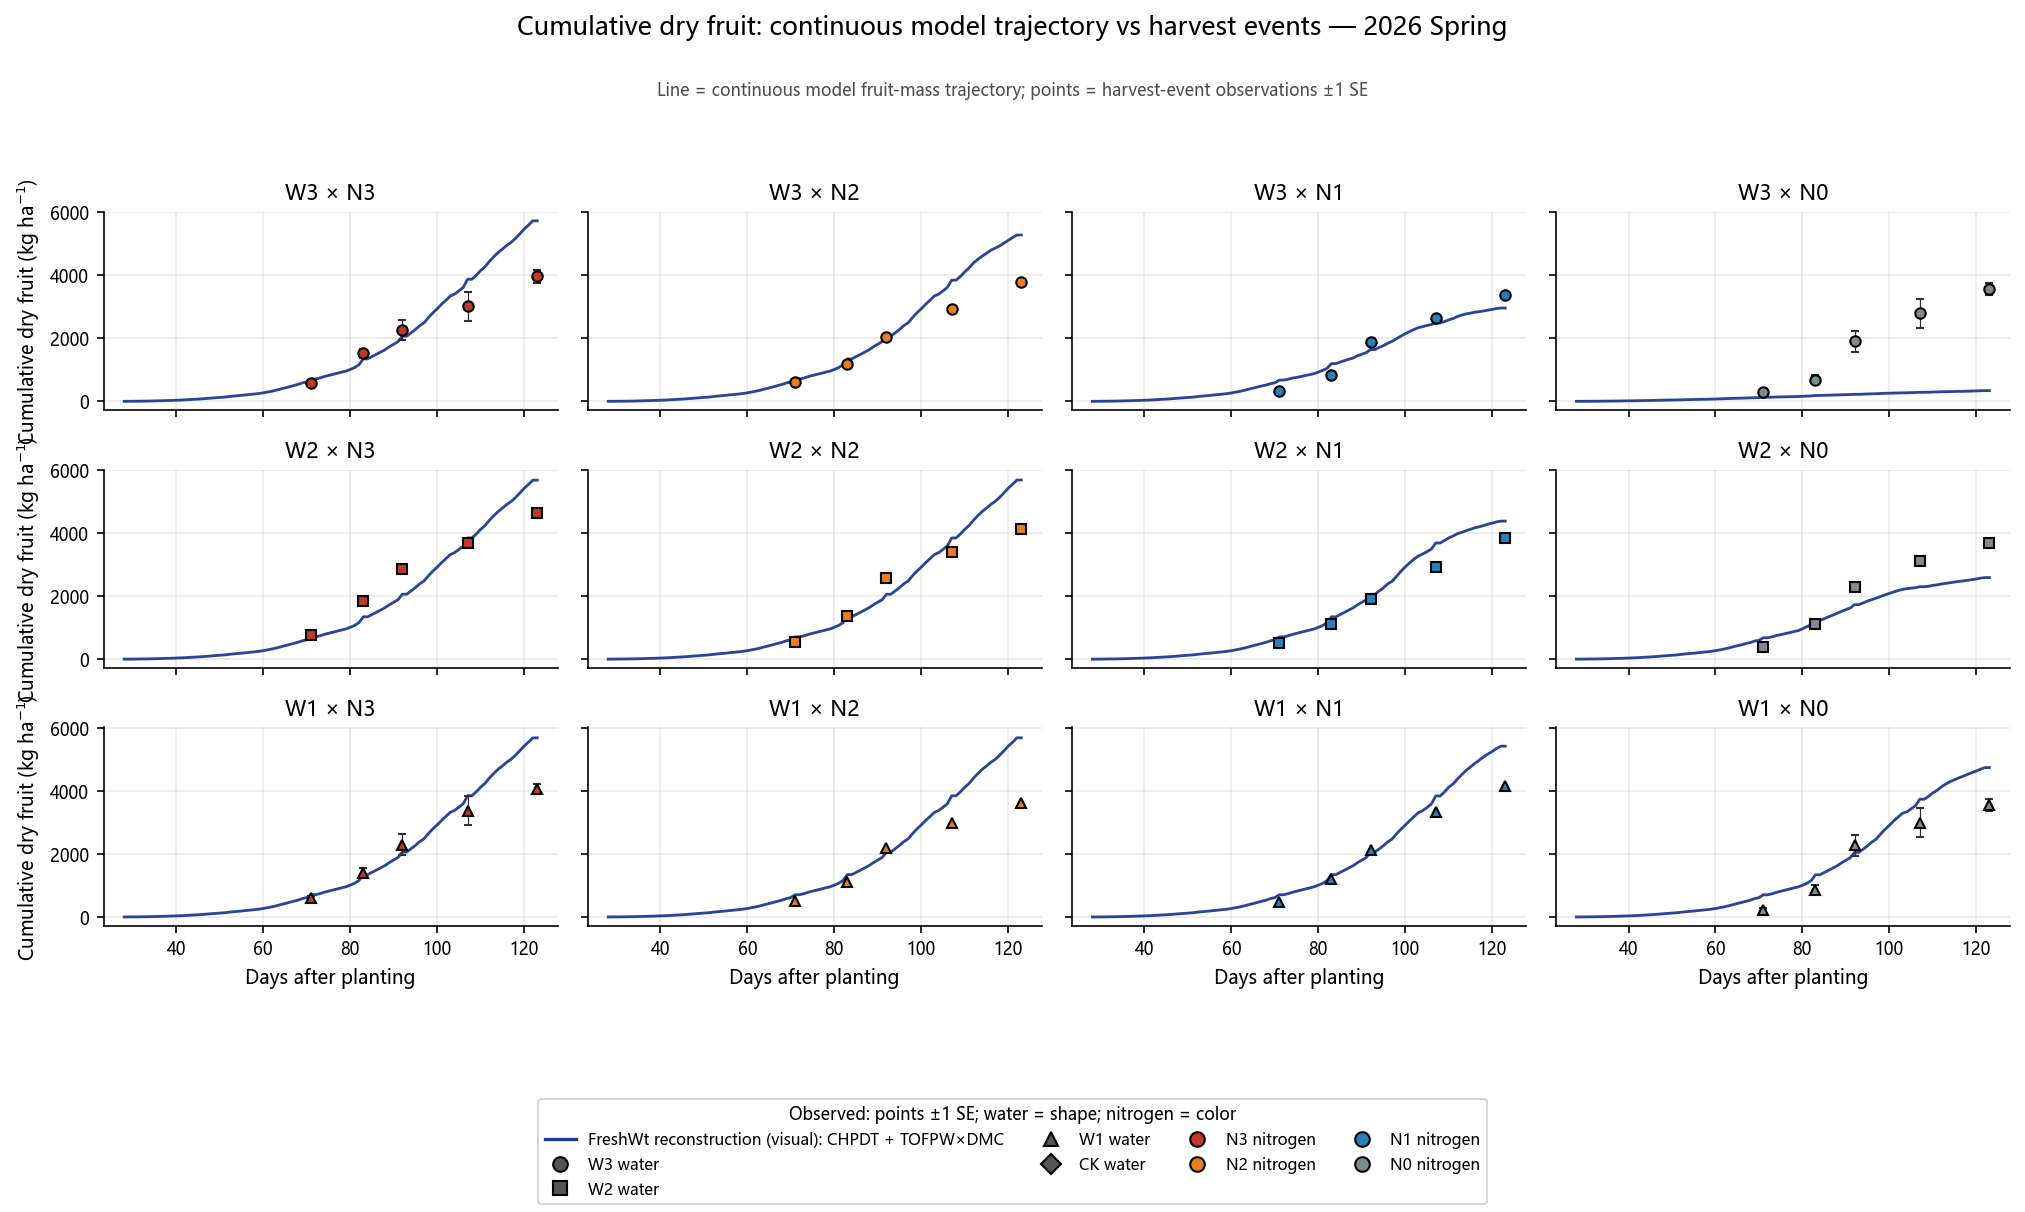 Cumulative dry fruit: continuous model trajectory vs harvest events — 2026 Spring
Line = continuous model fruit-mass trajectory; points = harvest-event observations ±1 SE
W3 × N3
W3 × N2
W3 × N1
W3 × N0
Cumulative dry fruit (kg ha⁻¹)
6000
4000
2000
0
W2 × N3
W2 × N2
W2 × N1
W2 × N0
Cumulative dry fruit (kg ha⁻¹)
6000
4000
2000
0
W1 × N3
W1 × N2
W1 × N1
W1 × N0
Cumulative dry fruit (kg ha⁻¹)
6000
4000
2000
0
40 60 80 100 120
40 60 80 100 120
40 60 80 100 120
40 60 80 100 120
Days after planting
Days after planting
Days after planting
Days after planting
Observed: points ±1 SE; water = shape; nitrogen = color
FreshWt reconstruction (visual): CHPDT + TOFPW×DMC
W3 water
W2 water
W1 water
CK water
N3 nitrogen
N2 nitrogen
N1 nitrogen
N0 nitrogen